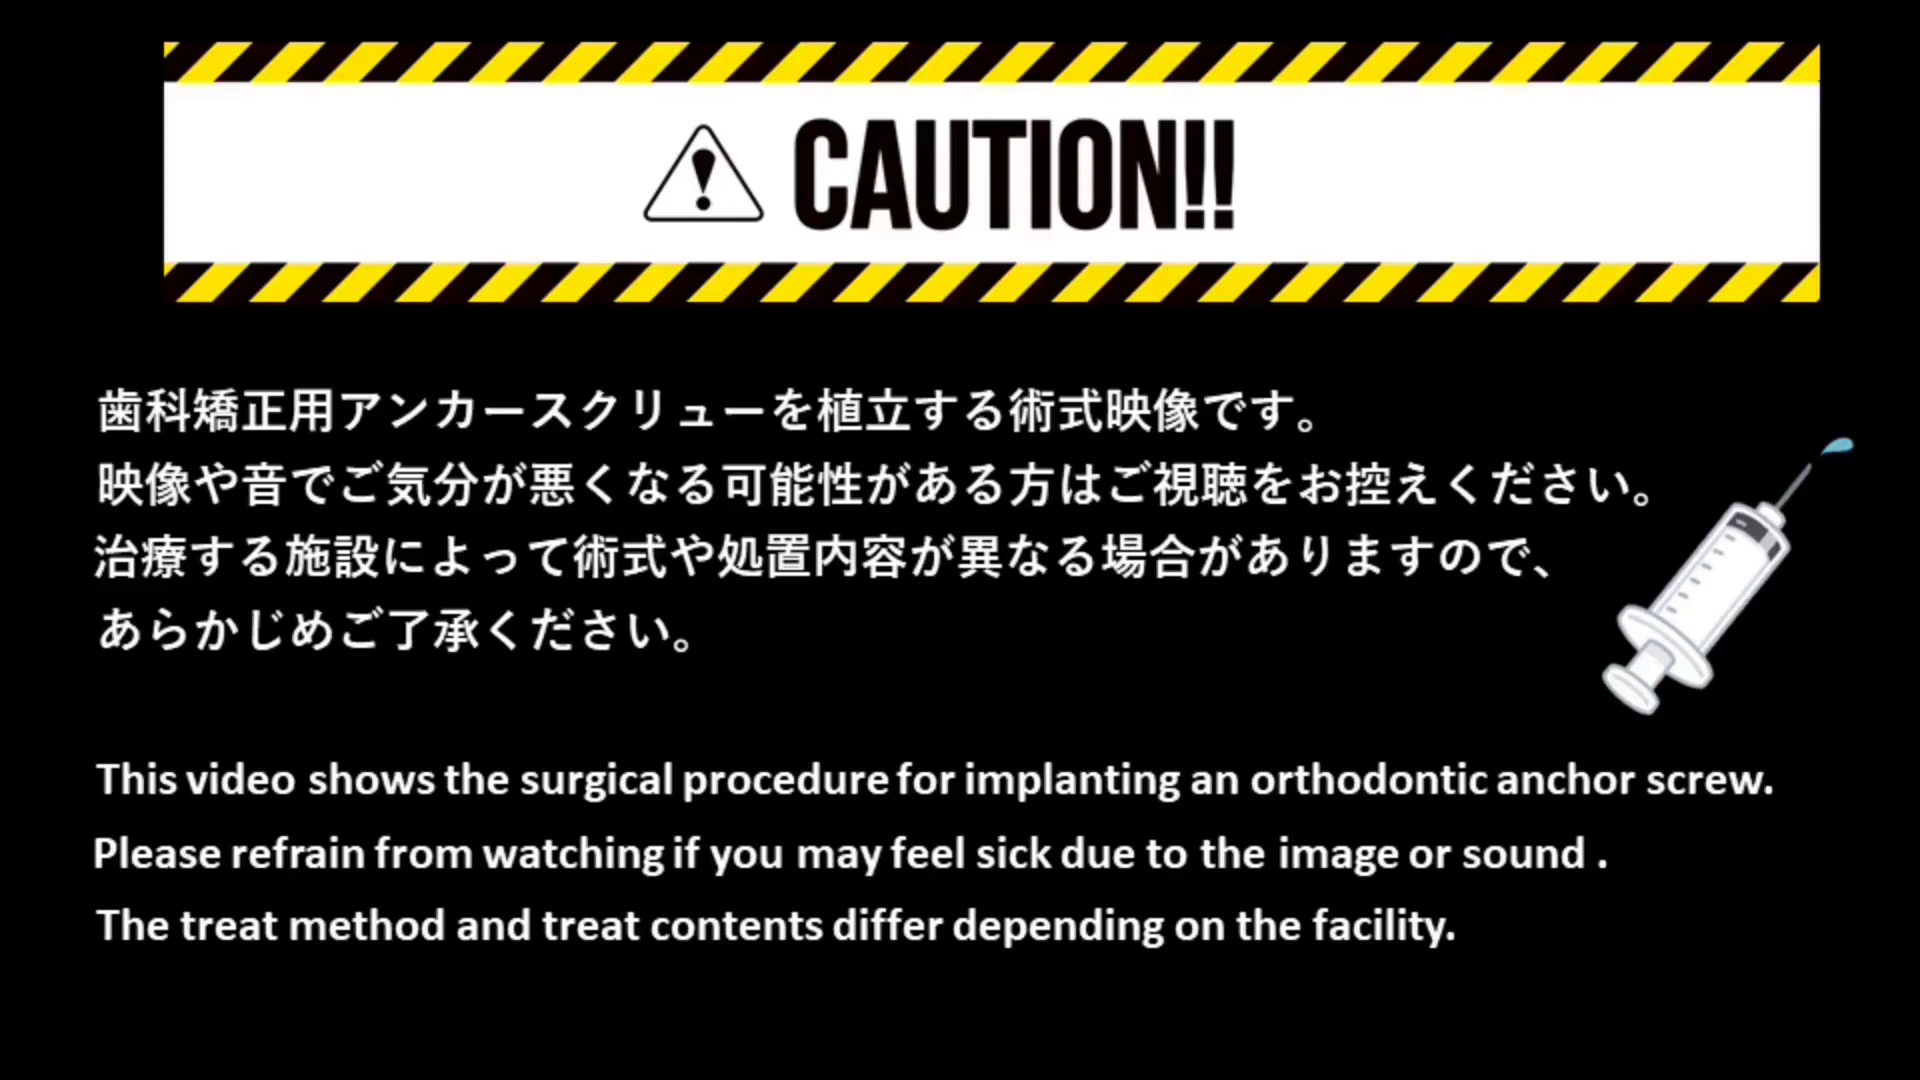 CAUTION!!
歯科矯正用アンカースクリューを植立する術式映像です。
映像や音でご気分が悪くなる可能性がある方はご視聴をお控えください。
治療する施設によって術式や処置内容が異なる場合がありますので、
あらかじめご了承ください。
This video shows the surgical procedure for implanting an orthodontic anchor screw.
Please refrain from watching if you may feel sick due to the image or sound .
The treat method and treat contents differ depending on the facility.